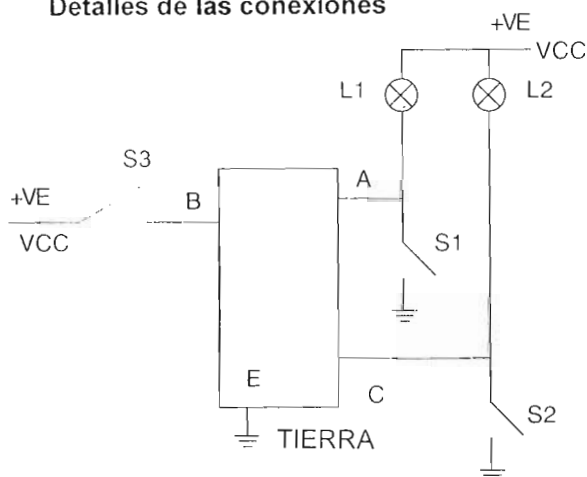 Detalles de las conexiones
+VE
VCC
L1
L2
S3
A
+VE
B
VCC
S1
E
C
S2
TIERRA